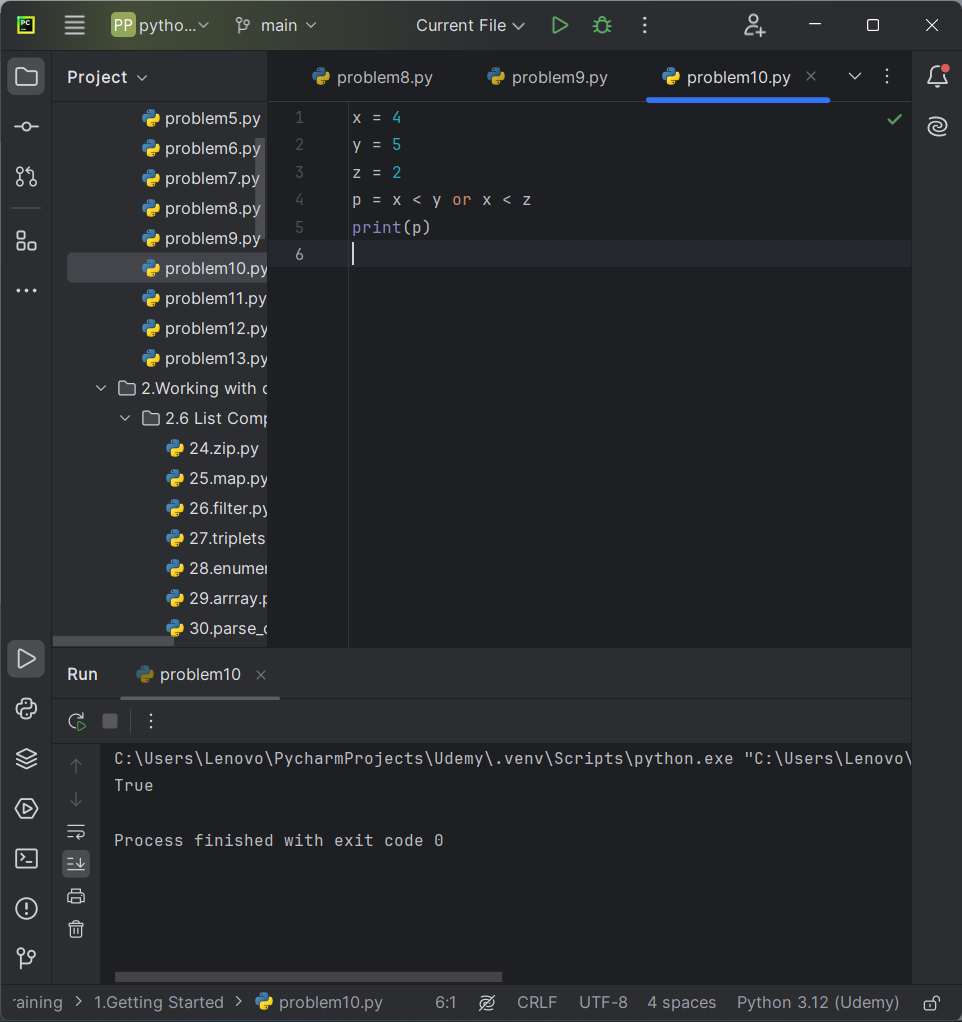 PC
PP pytho...
main
Current File
Project
problem8.py
problem9.py
problem10.py
problem5.py
problem6.py
problem7.py
problem8.py
problem9.py
problem10.py
problem11.py
problem12.py
problem13.py
2.Working with
2.6 List Comp
24.zip.py
25.map.py
26.filter.py
27.triplets
28.enumer
29.arrray.p
30.parse_
1 x = 4
2 y = 5
3 z = 2
4 p = x < y or x < z
5 print(p)
6
Run
problem10
C:\Users\Lenovo\PycharmProjects\Udemy\.venv\Scripts\python.exe "C:\Users\Lenovo\
True
Process finished with exit code 0
raining > 1.Getting Started > problem10.py 6:1 CRLF UTF-8 4 spaces Python 3.12 (Udemy)